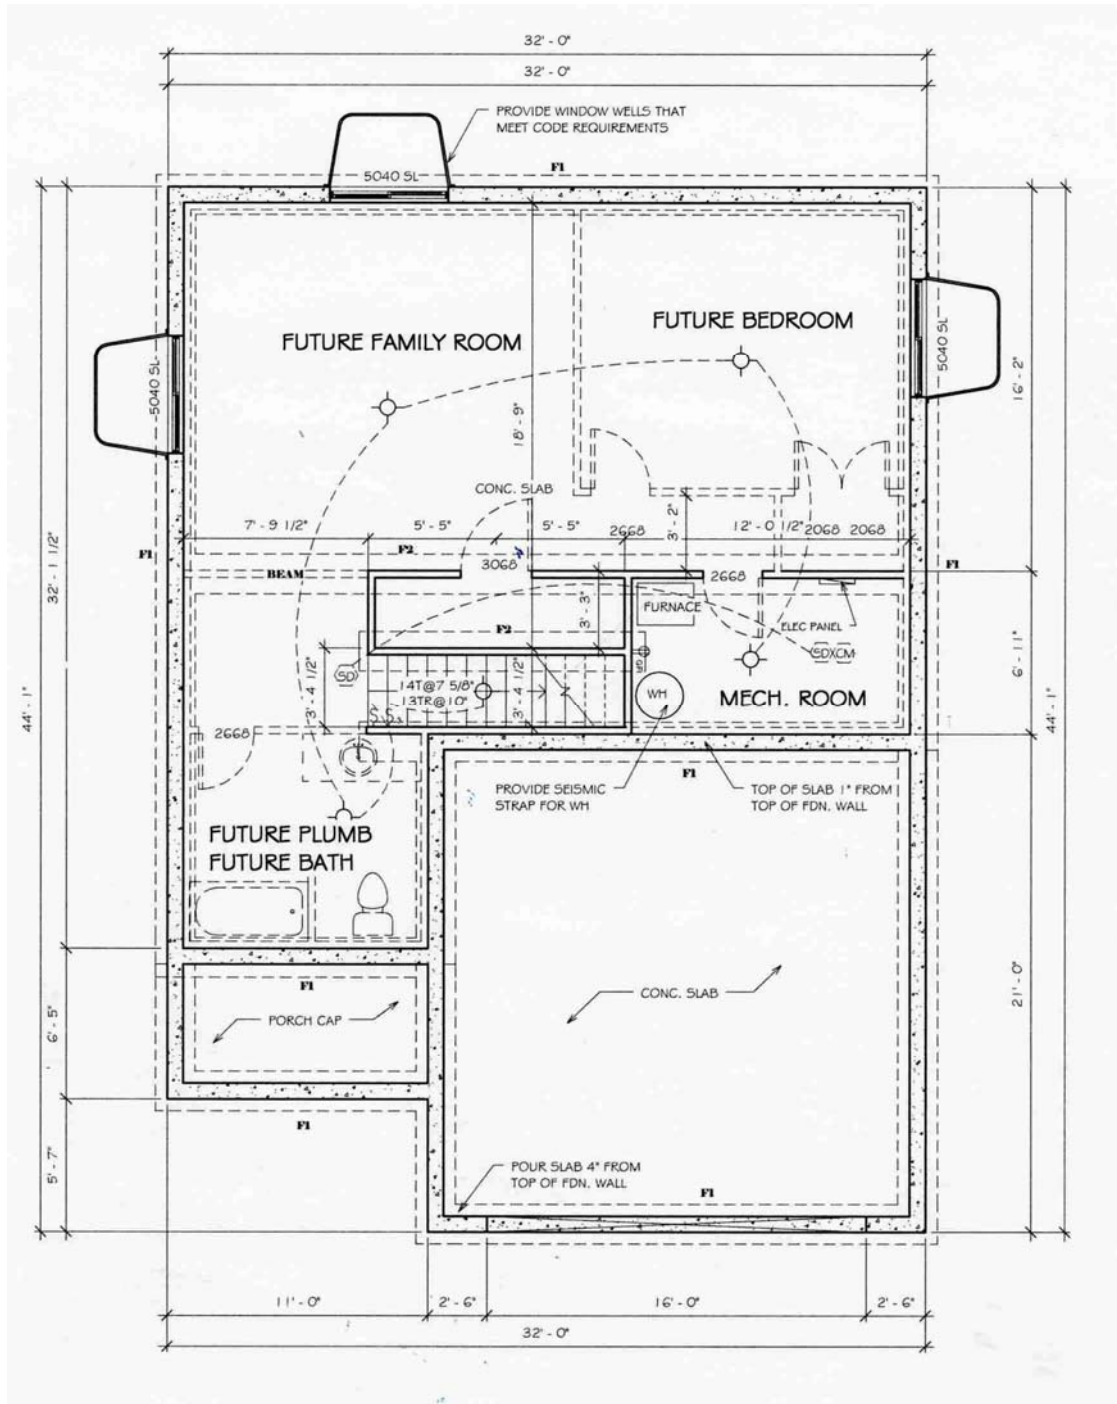 32' - 0"
32' - 0"
PROVIDE WINDOW WELLS THAT
MEET CODE REQUIREMENTS
F1
5040 SL
FUTURE FAMILY ROOM
FUTURE BEDROOM
5040 SL
5040 SL
16' - 2"
18' - 9"
CONC. SLAB
7' - 9 1/2"
5' - 5"
5' - 5"
2668
3' - 2"
12' - 0 1/2"
2068 2068
32' - 1 1/2"
F1
F2
3068
BEAM
2668
F1
FURNACE
ELEC PANEL
3' - 3"
F2
SD
GFI
SDXCM
6' - 11"
3' - 4 1/2"
14T@7 5/8"
13TR@10"
3' - 4 1/2"
WH
MECH. ROOM
44' - 1"
44' - 1"
2668
F1
PROVIDE SEISMIC
STRAP FOR WH
TOP OF SLAB 1" FROM
TOP OF FDN. WALL
FUTURE PLUMB
FUTURE BATH
F1
CONC. SLAB
21' - 0"
PORCH CAP
6' - 5"
F1
5' - 7"
POUR SLAB 4" FROM
TOP OF FDN. WALL
F1
11' - 0"
2' - 6"
16' - 0"
2' - 6"
32' - 0"